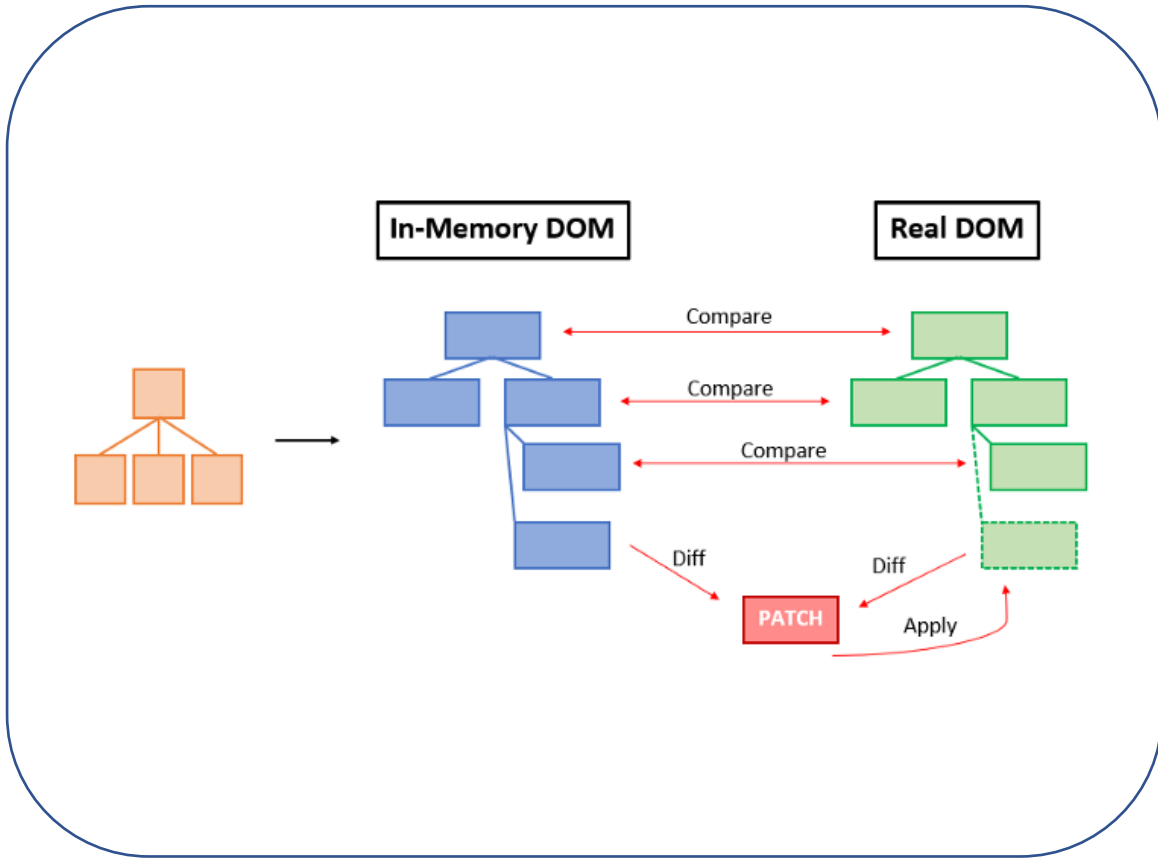 In-Memory DOM
Real DOM
Compare
Compare
Compare
Diff
Diff
PATCH
Apply